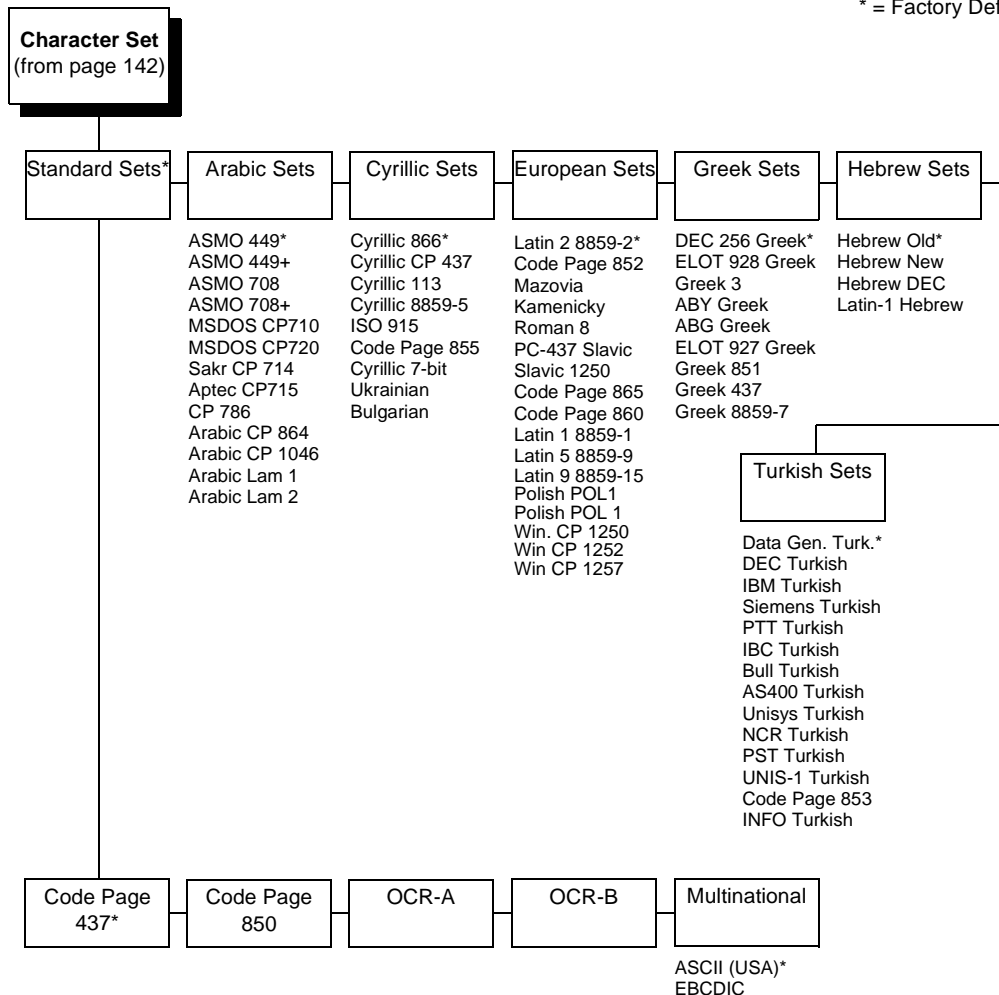 * = Factory Def
Character Set
(from page 142)
Standard Sets*
Arabic Sets
Cyrillic Sets
European Sets
Greek Sets
Hebrew Sets
ASMO 449*
ASMO 449+
ASMO 708
ASMO 708+
MSDOS CP710
MSDOS CP720
Sakr CP 714
Aptec CP715
CP 786
Arabic CP 864
Arabic CP 1046
Arabic Lam 1
Arabic Lam 2
Cyrillic 866*
Cyrillic CP 437
Cyrillic 113
Cyrillic 8859-5
ISO 915
Code Page 855
Cyrillic 7-bit
Ukrainian
Bulgarian
Latin 2 8859-2*
Code Page 852
Mazovia
Kamenicky
Roman 8
PC-437 Slavic
Slavic 1250
Code Page 865
Code Page 860
Latin 1 8859-1
Latin 5 8859-9
Latin 9 8859-15
Polish POL1
Polish POL 1
Win. CP 1250
Win CP 1252
Win CP 1257
DEC 256 Greek*
ELOT 928 Greek
Greek 3
ABY Greek
ABG Greek
ELOT 927 Greek
Greek 851
Greek 437
Greek 8859-7
Hebrew Old*
Hebrew New
Hebrew DEC
Latin-1 Hebrew
Turkish Sets
Data Gen. Turk.*
DEC Turkish
IBM Turkish
Siemens Turkish
PTT Turkish
IBC Turkish
Bull Turkish
AS400 Turkish
Unisys Turkish
NCR Turkish
PST Turkish
UNIS-1 Turkish
Code Page 853
INFO Turkish
Code Page
437*
Code Page
850
OCR-A
OCR-B
Multinational
ASCII (USA)*
EBCDIC